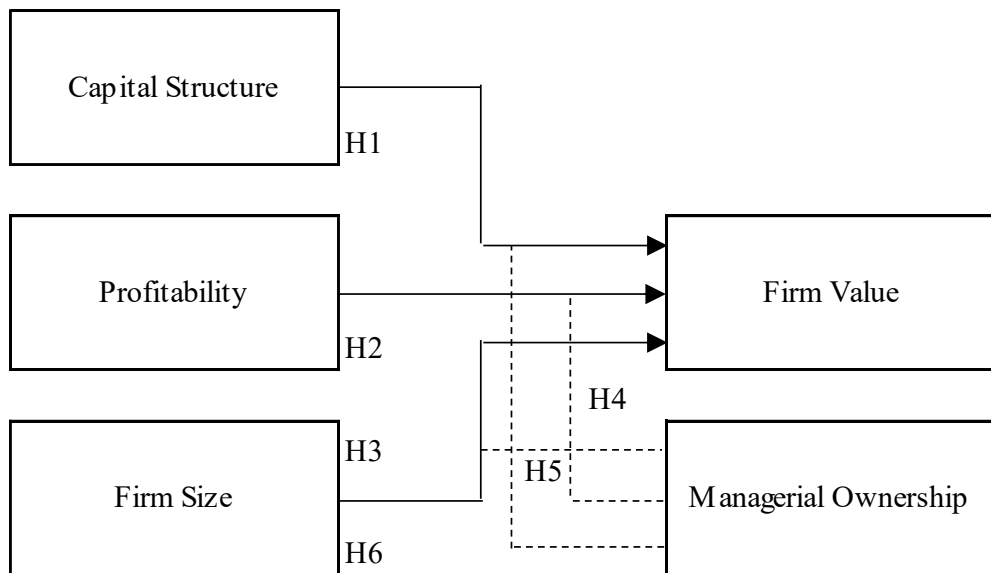 Capital Structure
H1
Profitability
Firm Value
H2
H4
H3
H5
Firm Size
Managerial Ownership
H6